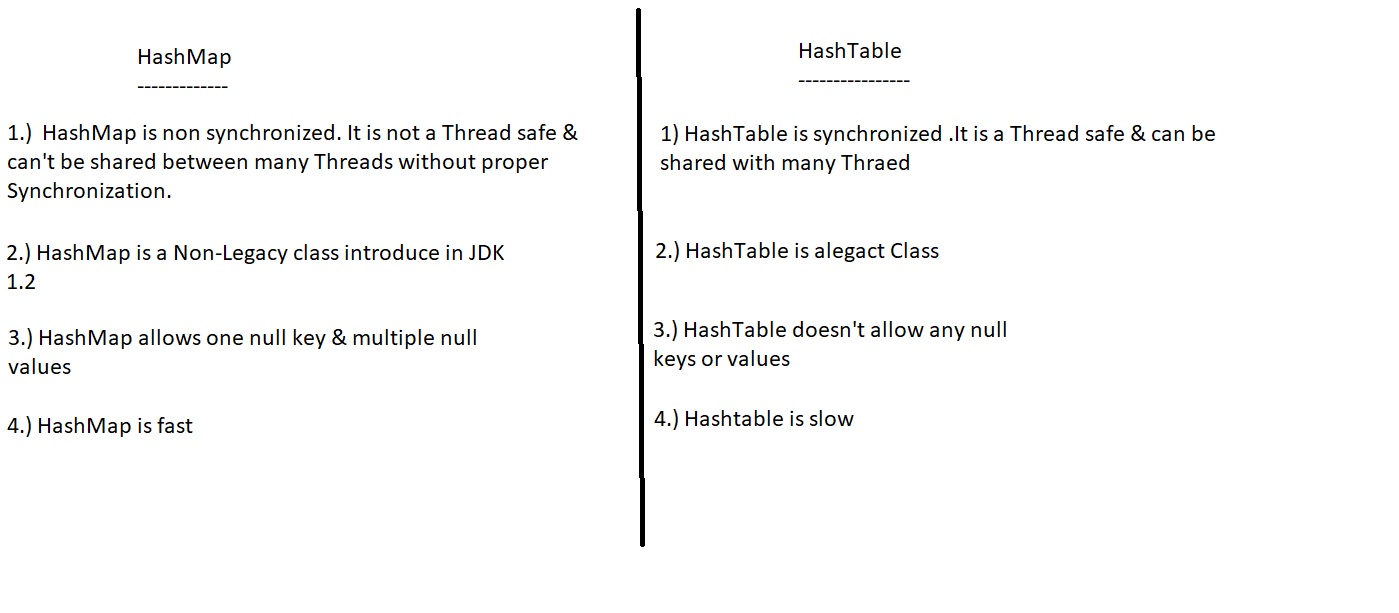 HashMap
-------------
1.)  HashMap is non synchronized. It is not a Thread safe &
can't be shared between many Threads without proper
Synchronization.
2.) HashMap is a Non-Legacy class introduce in JDK
1.2
3.) HashMap allows one null key & multiple null
values
4.) HashMap is fast
HashTable
-----------------
1) HashTable is synchronized .It is a Thread safe & can be
shared with many Thraed
2.) HashTable is alegact Class
3.) HashTable doesn't allow any null
keys or values
4.) Hashtable is slow